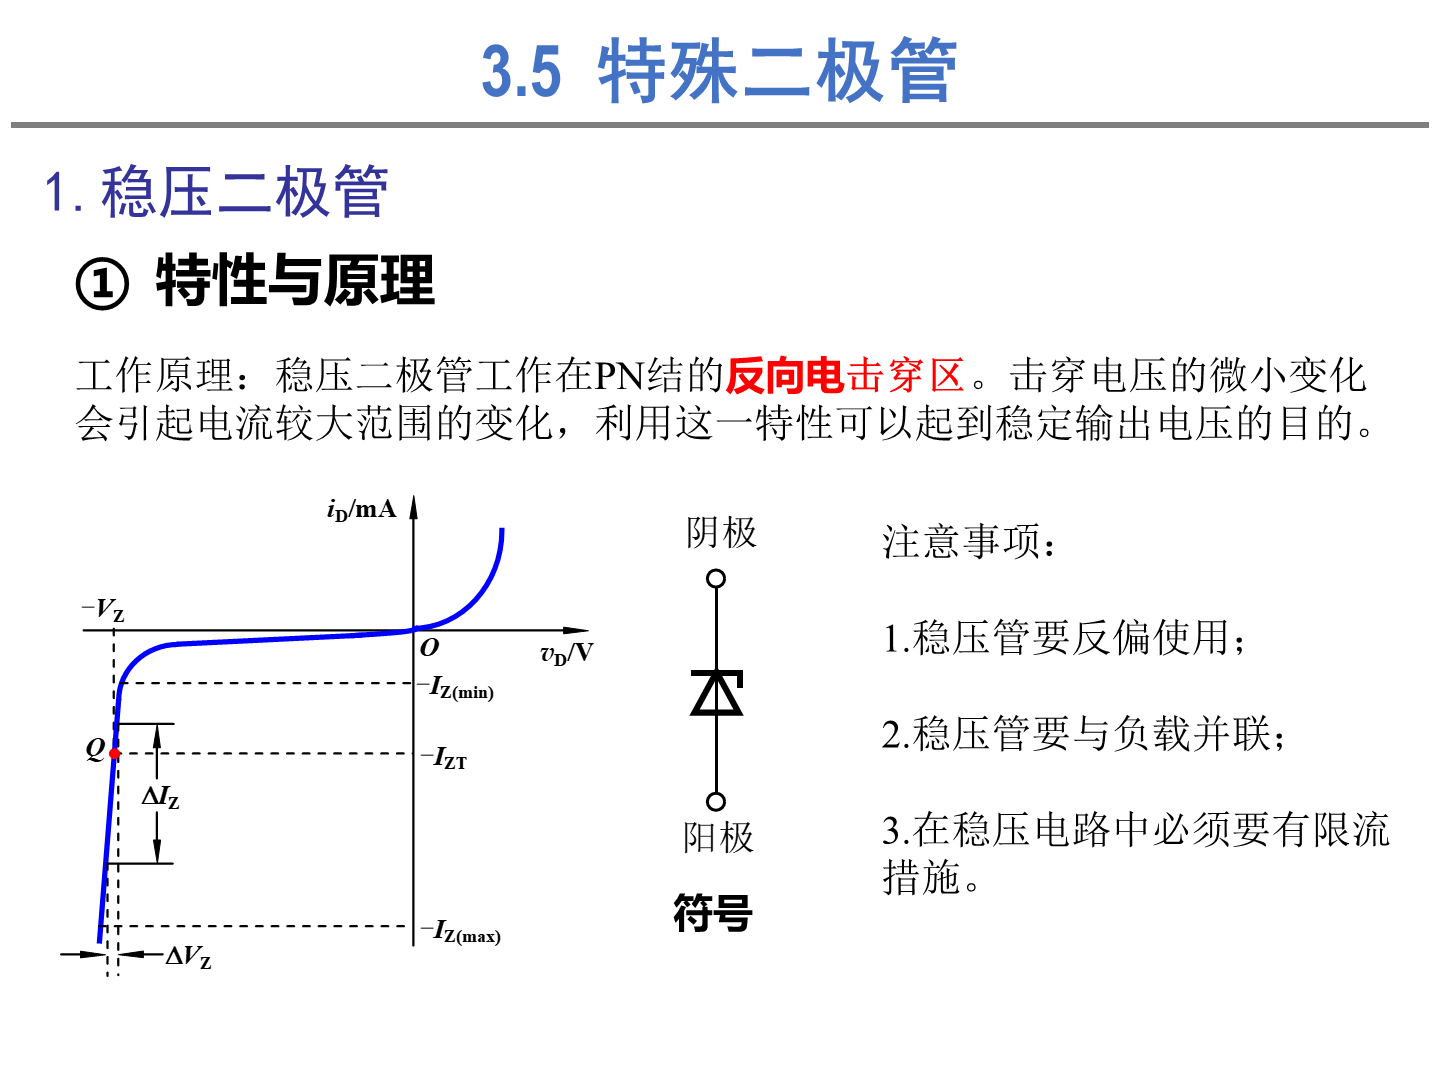 3.5 特殊二极管
1.稳压二极管
① 特性与原理
工作原理：稳压二极管工作在PN结的反向电击穿区。击穿电压的微小变化
会引起电流较大范围的变化，利用这一特性可以起到稳定输出电压的目的。
iD/mA
−VZ
O
vD/V
−IZ(min)
Q
−IZT
ΔIZ
−IZ(max)
ΔVZ
阴极
阳极
符号
注意事项：
1.稳压管要反偏使用；
2.稳压管要与负载并联；
3.在稳压电路中必须要有限流
措施。